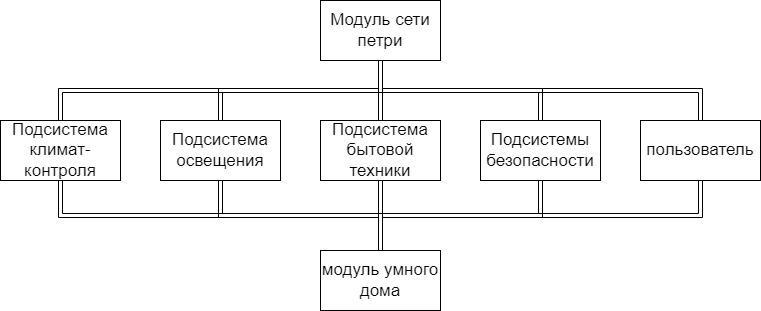 Модуль сети
петри
Подсистема
климат-
контроля
Подсистема
освещения
Подсистема
бытовой
техники
Подсистемы
безопасности
пользователь
модуль умного
дома